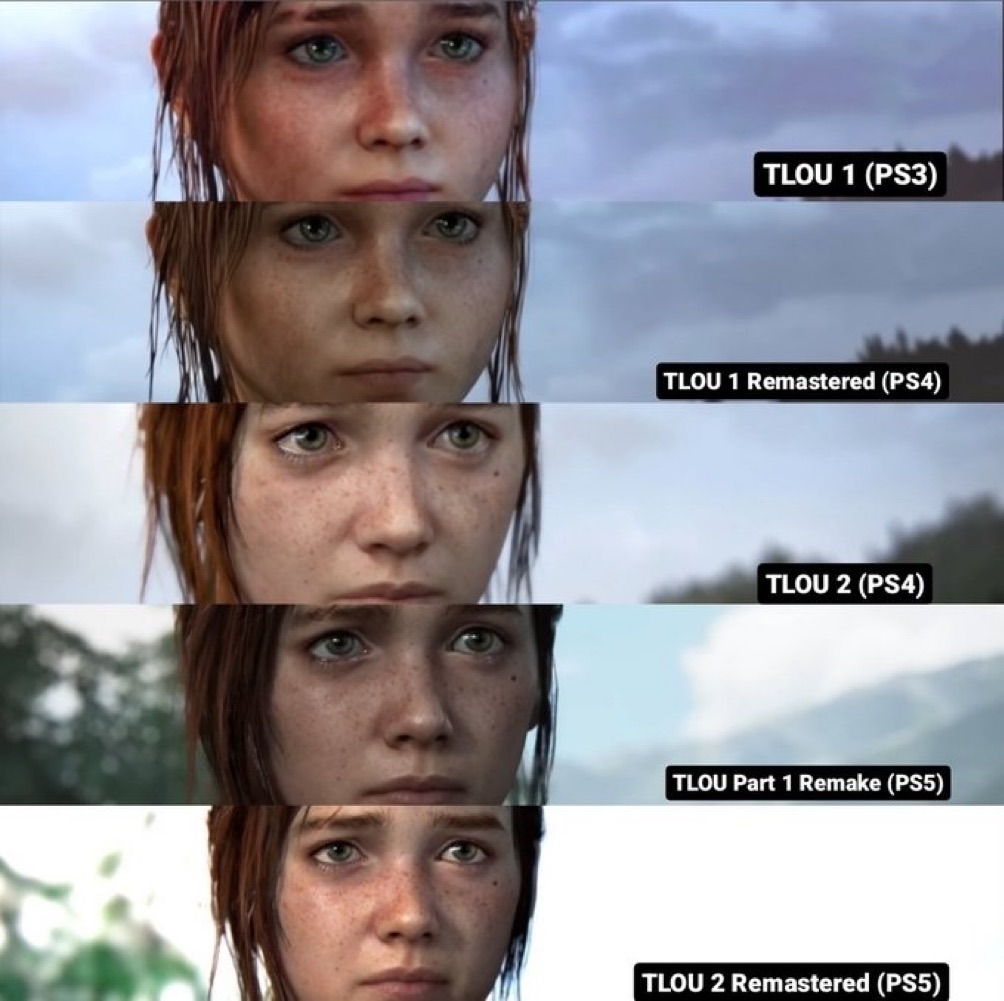 TLOU 1 (PS3)
TLOU 1 Remastered (PS4)
TLOU 2 (PS4)
TLOU Part 1 Remake (PS5)
TLOU 2 Remastered (PS5)